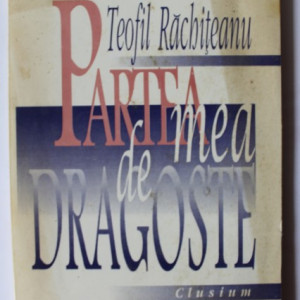 Teofil Răchițeanu
PARTEA
mea
de
DRAGOSTE
Clusium